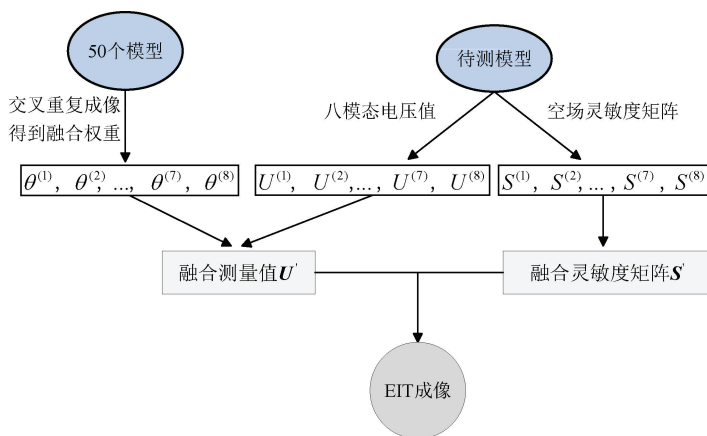 50个模型
待测模型
交叉重复成像
得到融合权重
八模态电压值
空场灵敏度矩阵
θ⁽¹⁾, θ⁽²⁾, ..., θ⁽⁷⁾, θ⁽⁸⁾
U⁽¹⁾, U⁽²⁾,..., U⁽⁷⁾, U⁽⁸⁾
S⁽¹⁾, S⁽²⁾,..., S⁽⁷⁾, S⁽⁸⁾
融合测量值U'
融合灵敏度矩阵S'
EIT成像